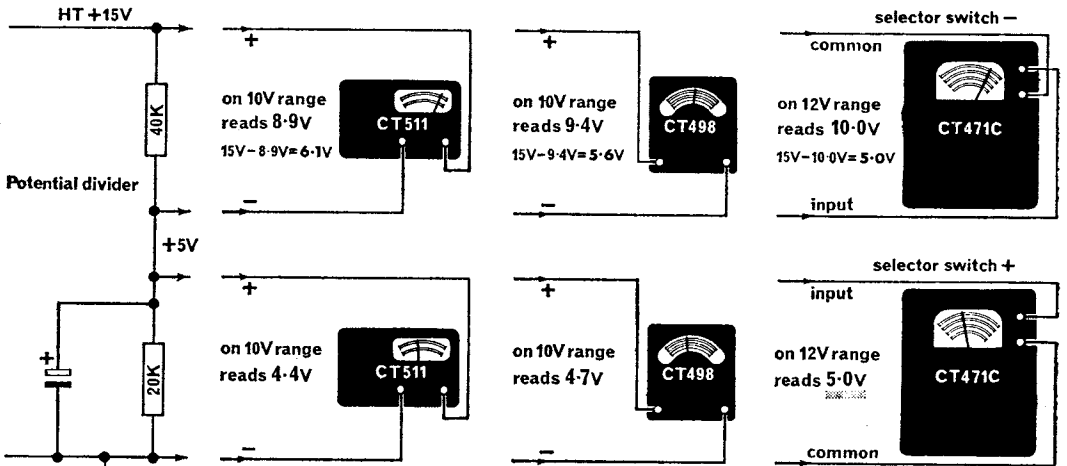 HT +15V
40K
Potential divider
+5V
+
20K
+
on 10V range
reads 8·9V
15V–8·9V=6·1V
CT511
–
+
on 10V range
reads 9·4V
15V–9·4V=5·6V
CT498
–
selector switch –
common
on 12V range
reads 10·0V
15V–10·0V=5·0V
CT471C
input
+
on 10V range
reads 4·4V
CT511
–
+
on 10V range
reads 4·7V
CT498
–
selector switch +
input
on 12V range
reads 5·0V
CT471C
common